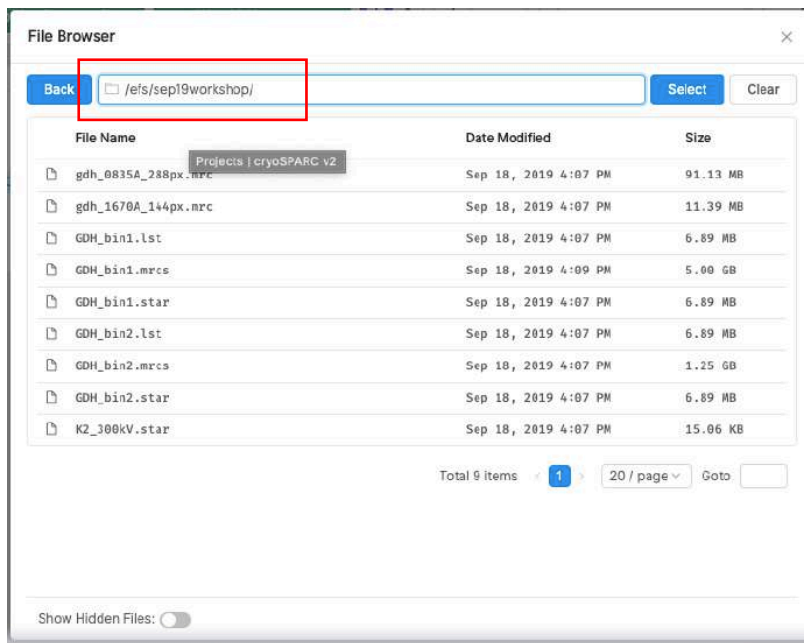 File Browser
Back /efs/sep19workshop/ Select Clear
File Name Date Modified Size
Projects | cryoSPARC v2
gdh_0835A_288px.mrc Sep 18, 2019 4:07 PM 91.13 MB
gdh_1670A_144px.mrc Sep 18, 2019 4:07 PM 11.39 MB
GDH_bin1.lst Sep 18, 2019 4:07 PM 6.89 MB
GDH_bin1.mrcs Sep 18, 2019 4:09 PM 5.00 GB
GDH_bin1.star Sep 18, 2019 4:07 PM 6.89 MB
GDH_bin2.lst Sep 18, 2019 4:07 PM 6.89 MB
GDH_bin2.mrcs Sep 18, 2019 4:07 PM 1.25 GB
GDH_bin2.star Sep 18, 2019 4:07 PM 6.89 MB
K2_300kV.star Sep 18, 2019 4:07 PM 15.06 KB
Total 9 items < 1 > 20 / page Goto
Show Hidden Files: